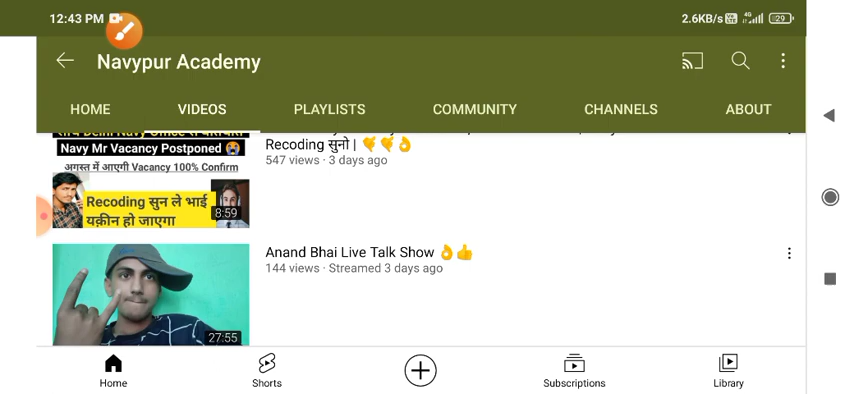 12:43 PM
2.6KB/s 4G 29
Navypur Academy
HOME VIDEOS PLAYLISTS COMMUNITY CHANNELS ABOUT
Navy Mr Vacancy Postponed 😭
अगस्त में आएगी Vacancy 100% Confirm
Recoding सुन ले भाई
यक़ीन हो जाएगा
8:59
Recoding सुनो |
547 views · 3 days ago
27:55
Anand Bhai Live Talk Show 👌👍
144 views · Streamed 3 days ago
Home Shorts Subscriptions Library